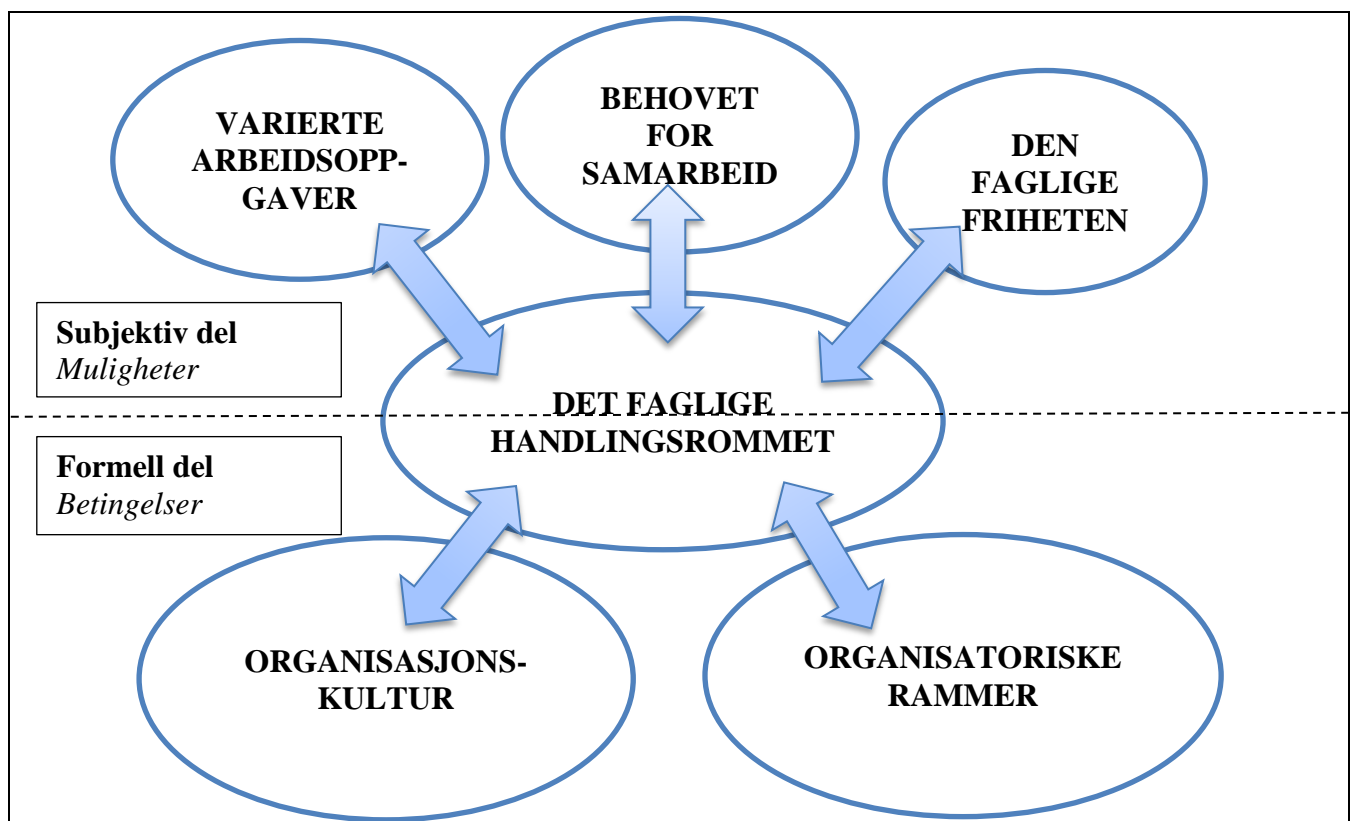 VARIERTE
ARBEIDSOPP-
GAVER
BEHOVET
FOR
SAMARBEID
DEN
FAGLIGE
FRIHETEN
Subjektiv del
Muligheter
DET FAGLIGE
HANDLINGSROMMET
Formell del
Betingelser
ORGANISASJONS-
KULTUR
ORGANISATORISKE
RAMMER